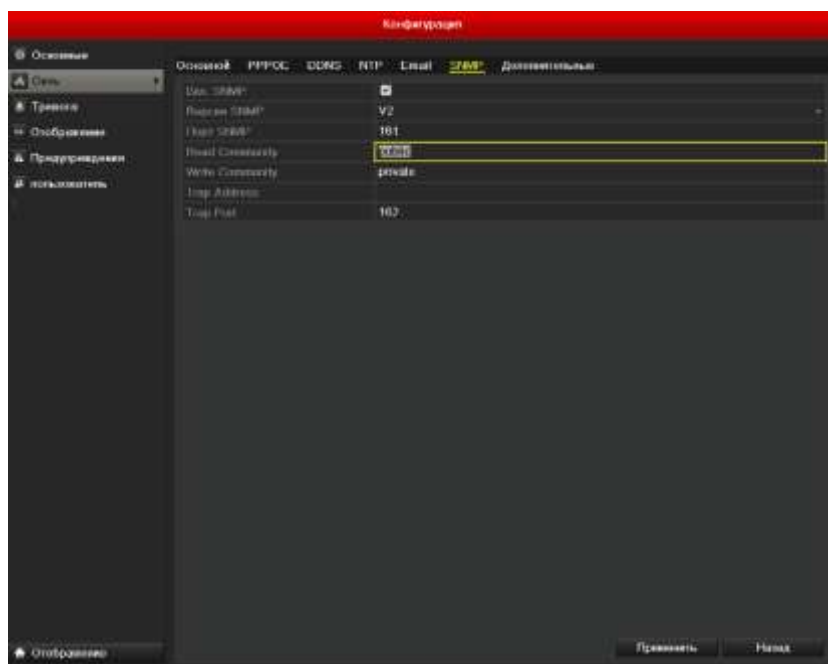 Конфигурация
Основные
Сеть
Тревога
Отображение
Предупреждения
пользователь
Основной PPPOE DDNS NTP Email SNMP Дополнительные
Вкл. SNMP
Версия SNMP V2
Порт SNMP 161
Read Community public
Write Community private
Trap Address
Trap Port 162
Отображение
Применить Назад